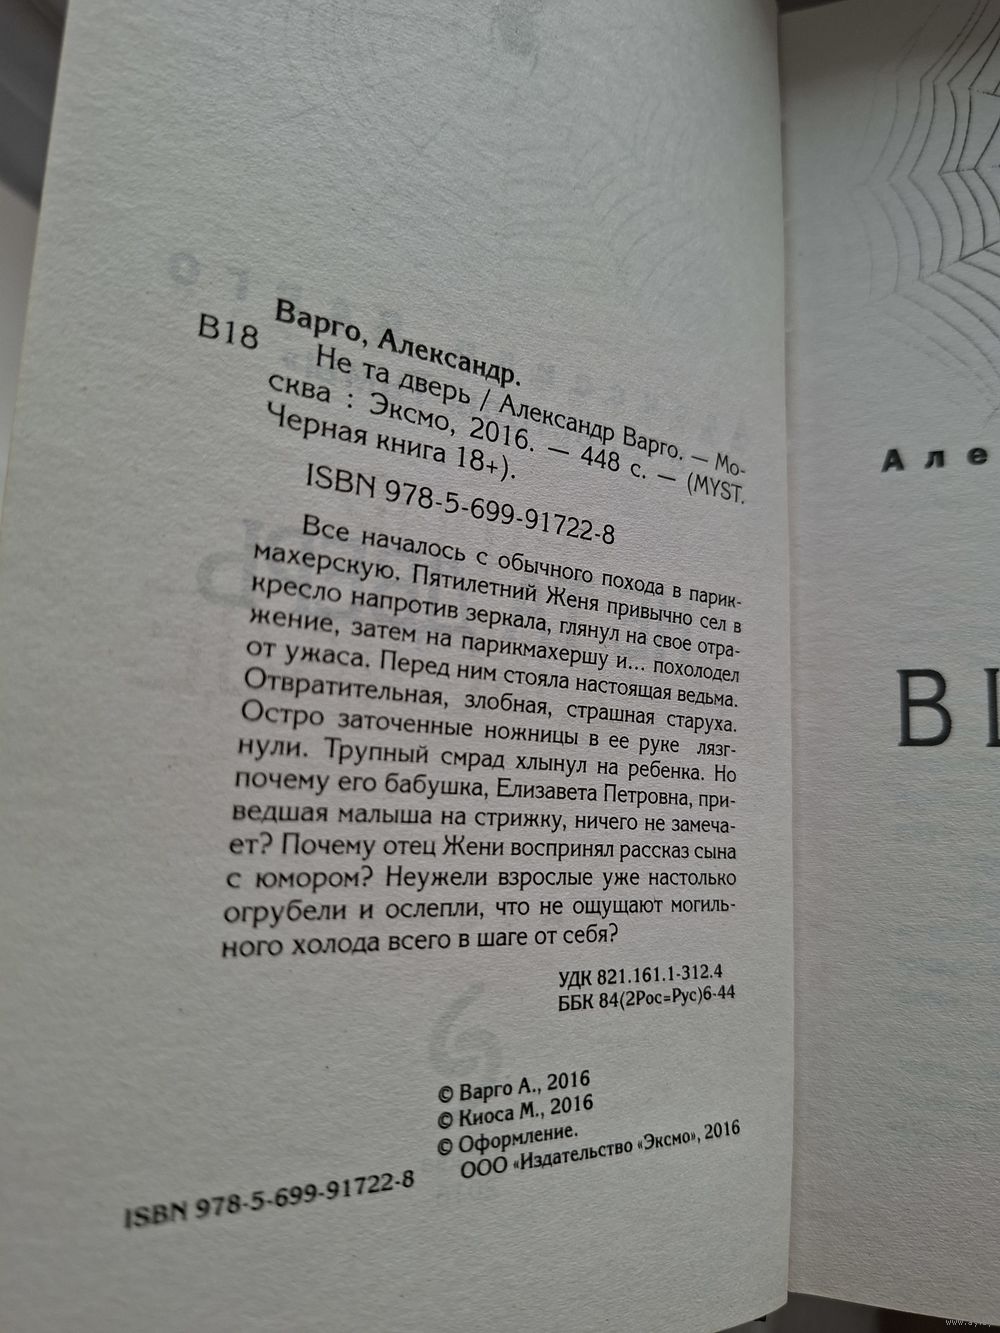 Варго, Александр.
В18
Не та дверь / Александр Варго. — Мо-
сква : Эксмо, 2016. — 448 с. — (MYST.
Черная книга 18+).
ISBN 978-5-699-91722-8
Все началось с обычного похода в парик-
махерскую. Пятилетний Женя привычно сел в
кресло напротив зеркала, глянул на свое отра-
жение, затем на парикмахершу и... похолодел
от ужаса. Перед ним стояла настоящая ведьма.
Отвратительная, злобная, страшная старуха.
Остро заточенные ножницы в ее руке лязг-
нули. Трупный смрад хлынул на ребенка. Но
почему его бабушка, Елизавета Петровна, при-
ведшая малыша на стрижку, ничего не замеча-
ет? Почему отец Жени воспринял рассказ сына
с юмором? Неужели взрослые уже настолько
огрубели и ослепли, что не ощущают могиль-
ного холода всего в шаге от себя?
УДК 821.161.1-312.4
ББК 84(2Рос=Рус)6-44
© Варго А., 2016
© Киоса М., 2016
© Оформление.
ООО «Издательство «Эксмо», 2016
ISBN 978-5-699-91722-8
Але